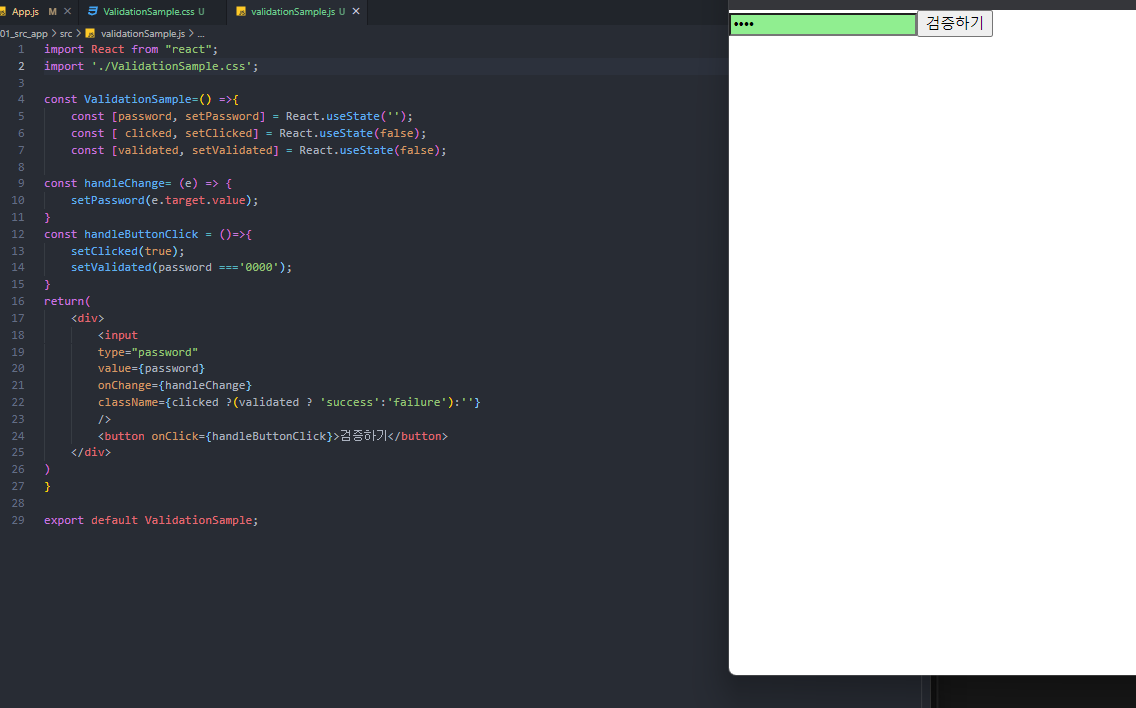 App.js M ValidationSample.css U validationSample.js U
01_src_app > src > validationSample.js > ...
1 import React from "react";
2 import './ValidationSample.css';
3
4 const ValidationSample=() =>{
5 const [password, setPassword] = React.useState('');
6 const [ clicked, setClicked] = React.useState(false);
7 const [validated, setValidated] = React.useState(false);
8
9 const handleChange= (e) => {
10 setPassword(e.target.value);
11 }
12 const handleButtonClick = ()=>{
13 setClicked(true);
14 setValidated(password ==='0000');
15 }
16 return(
17 <div>
18 <input
19 type="password"
20 value={password}
21 onChange={handleChange}
22 className={clicked ?(validated ? 'success':'failure'):''}
23 />
24 <button onClick={handleButtonClick}>검증하기</button>
25 </div>
26 )
27 }
28
29 export default ValidationSample;
•••• 검증하기